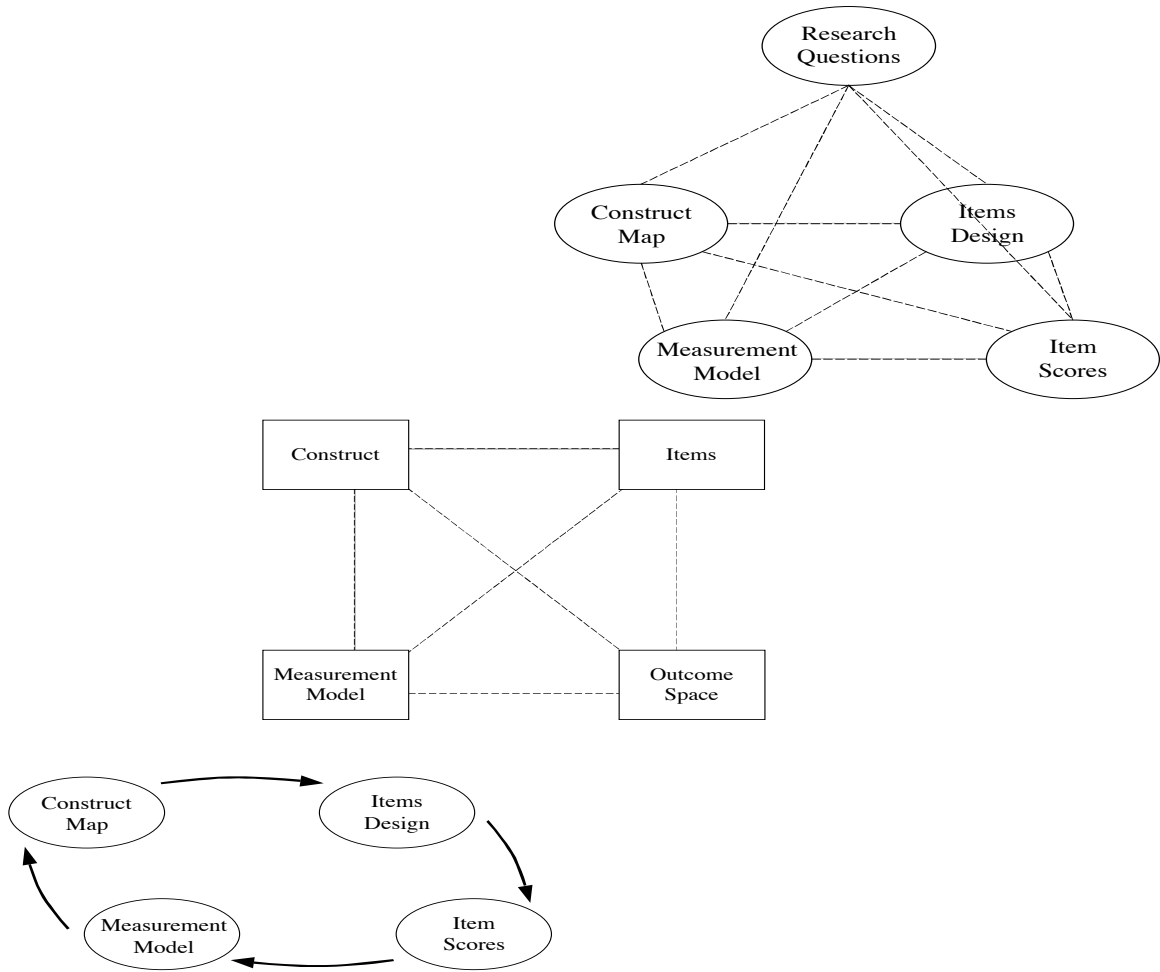 Research
Questions
Construct
Map
Items
Design
Measurement
Model
Item
Scores
Construct
Items
Measurement
Model
Outcome
Space
Construct
Map
Items
Design
Measurement
Model
Item
Scores